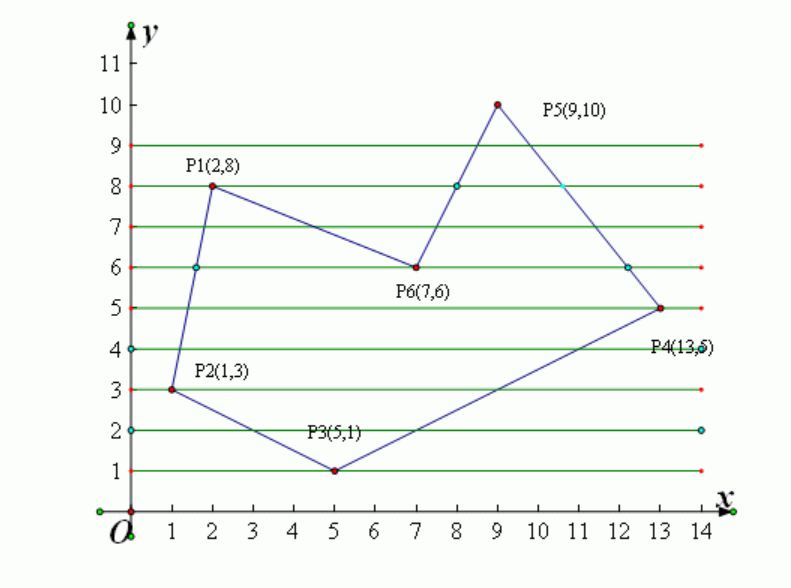 y
11
10
P5(9,10)
9
P1(2,8)
8
7
6
P6(7,6)
5
4
P4(13,5)
P2(1,3)
3
P3(5,1)
2
1
x
O 1 2 3 4 5 6 7 8 9 10 11 12 13 14